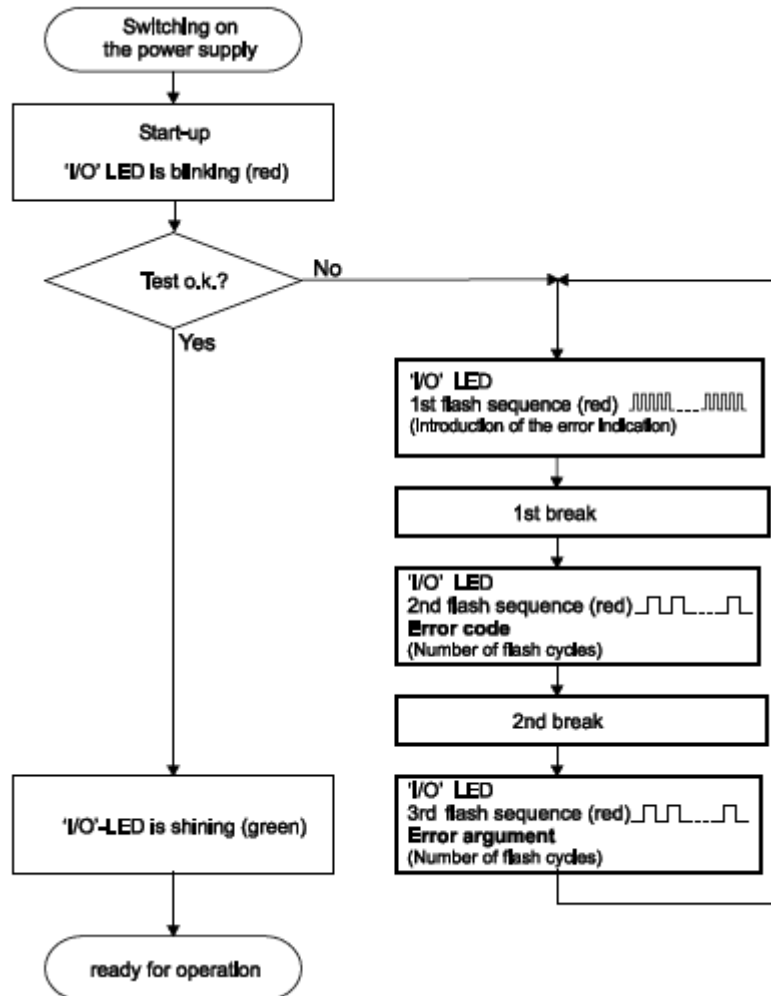 Switching on
the power supply
Start-up
'I/O' LED is blinking (red)
Test o.k.?
No
Yes
'I/O' LED
1st flash sequence (red)
(Introduction of the error indication)
1st break
'I/O' LED
2nd flash sequence (red)
Error code
(Number of flash cycles)
2nd break
'I/O' LED
3rd flash sequence (red)
Error argument
(Number of flash cycles)
'I/O'-LED is shining (green)
ready for operation